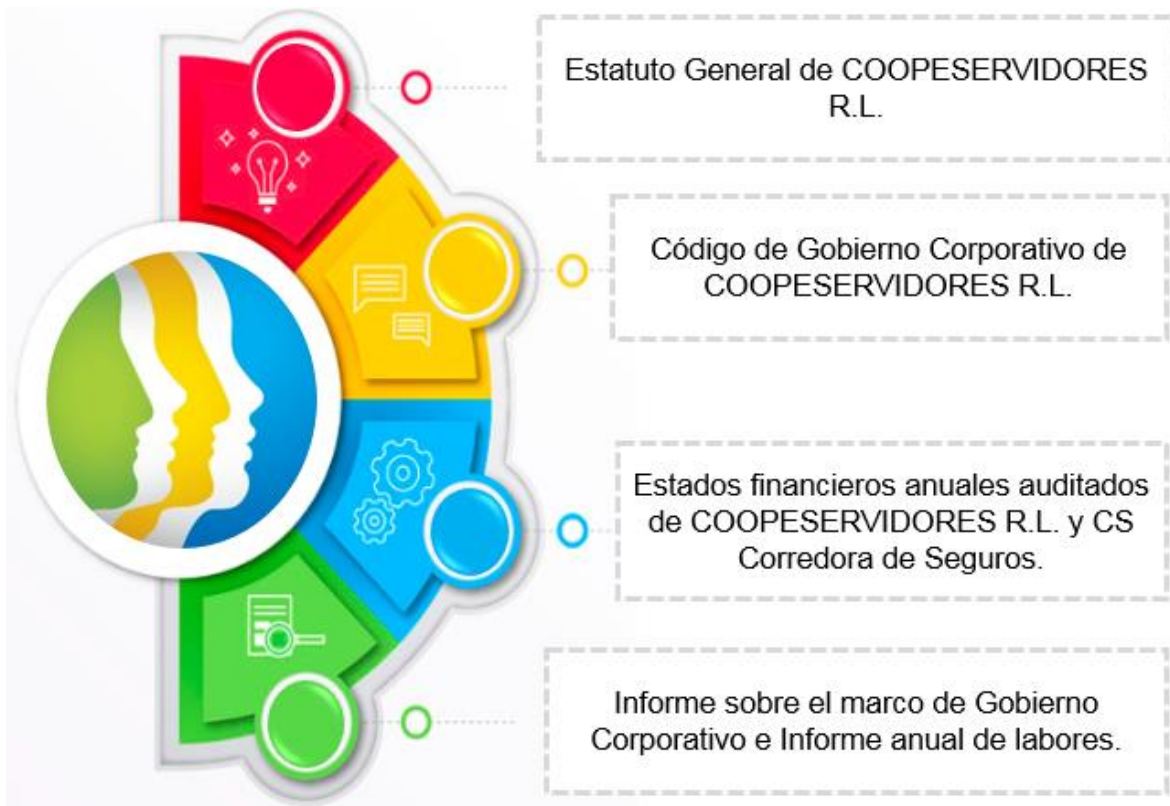 Estatuto General de COOPESERVIDORES
R.L.
Código de Gobierno Corporativo de
COOPESERVIDORES R.L.
Estados financieros anuales auditados
de COOPESERVIDORES R.L. y CS
Corredora de Seguros.
Informe sobre el marco de Gobierno
Corporativo e Informe anual de labores.